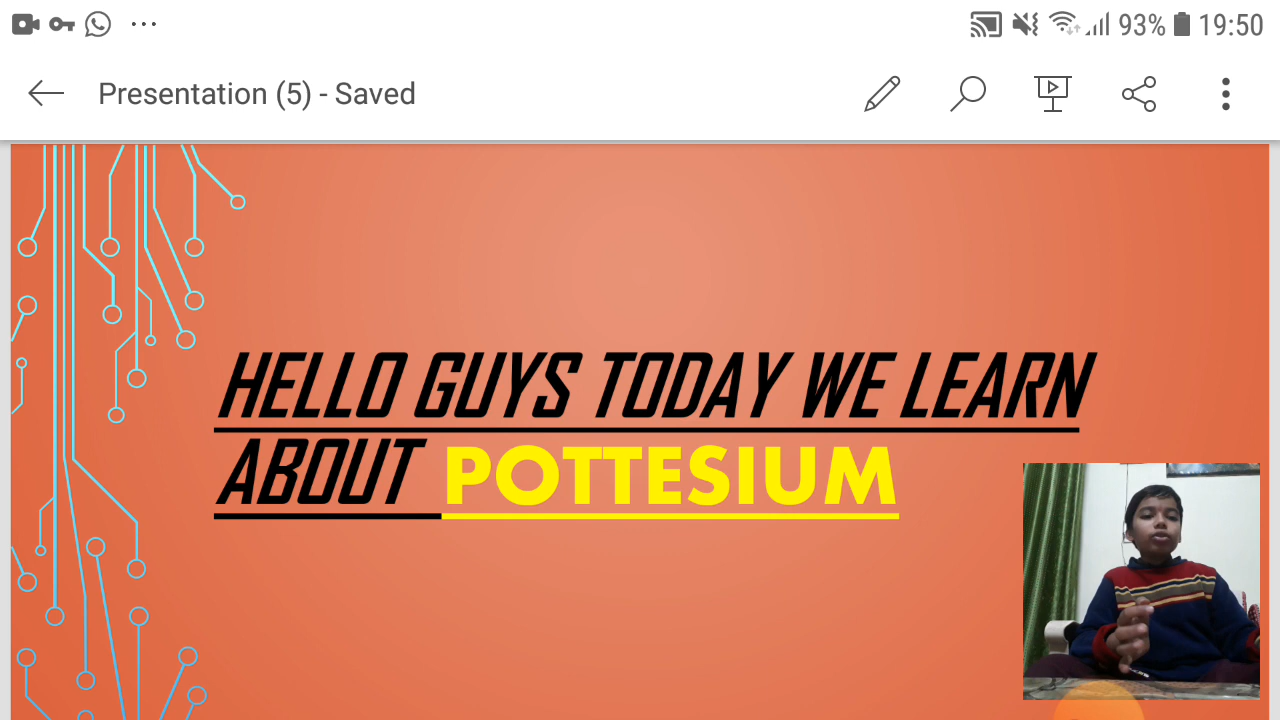 93% 19:50
Presentation (5) - Saved
HELLO GUYS TODAY WE LEARN
ABOUT POTTESIUM